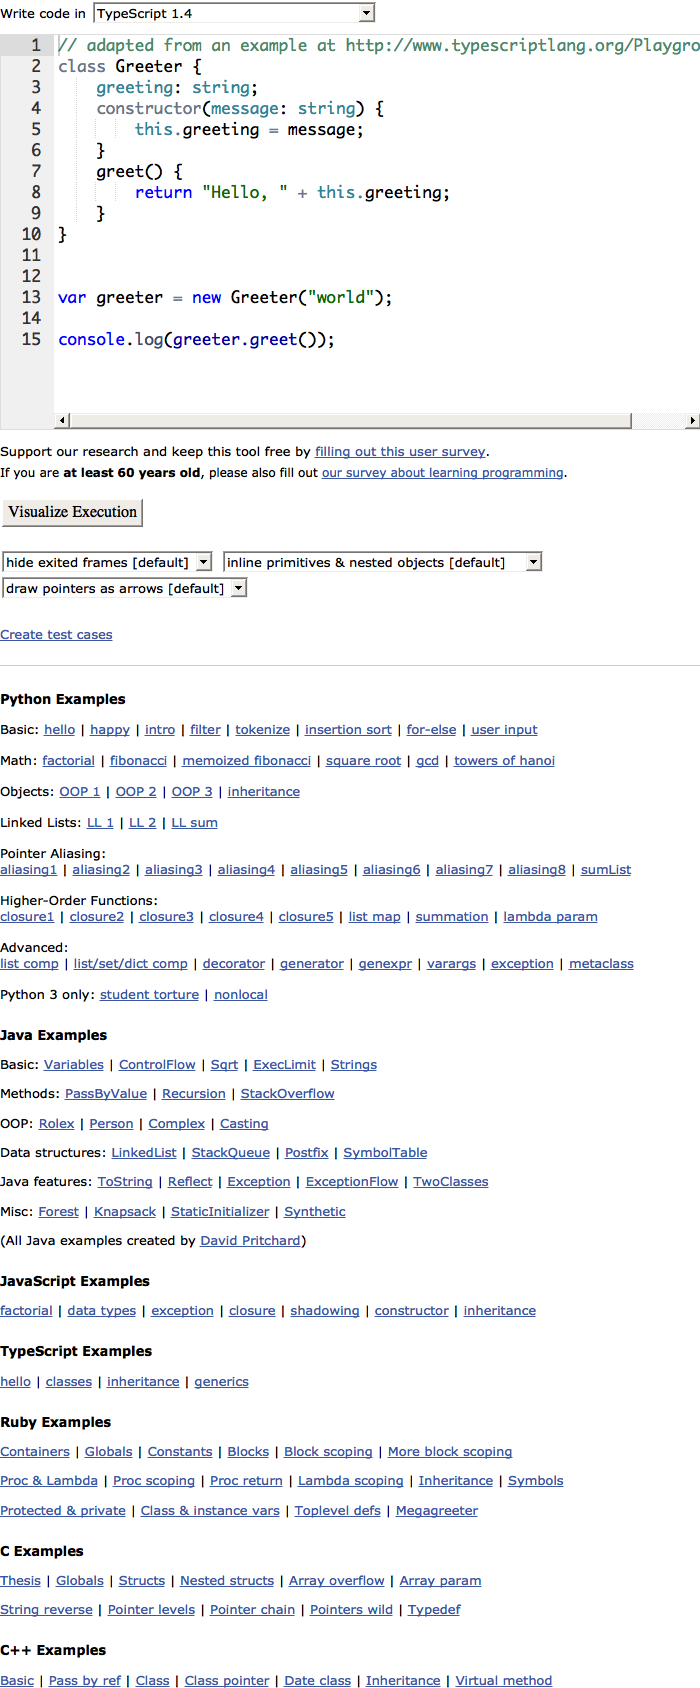 Write code in TypeScript 1.4
1 // adapted from an example at http://www.typescriptlang.org/Playgro
2 class Greeter {
3 greeting: string;
4 constructor(message: string) {
5 this.greeting = message;
6 }
7 greet() {
8 return "Hello, " + this.greeting;
9 }
10 }
11
12
13 var greeter = new Greeter("world");
14
15 console.log(greeter.greet());
Support our research and keep this tool free by filling out this user survey.
If you are at least 60 years old, please also fill out our survey about learning programming.
Visualize Execution
hide exited frames [default] inline primitives & nested objects [default]
draw pointers as arrows [default]
Create test cases
Python Examples
Basic: hello | happy | intro | filter | tokenize | insertion sort | for-else | user input
Math: factorial | fibonacci | memoized fibonacci | square root | gcd | towers of hanoi
Objects: OOP 1 | OOP 2 | OOP 3 | inheritance
Linked Lists: LL 1 | LL 2 | LL sum
Pointer Aliasing:
aliasing1 | aliasing2 | aliasing3 | aliasing4 | aliasing5 | aliasing6 | aliasing7 | aliasing8 | sumList
Higher-Order Functions:
closure1 | closure2 | closure3 | closure4 | closure5 | list map | summation | lambda param
Advanced:
list comp | list/set/dict comp | decorator | generator | genexpr | varargs | exception | metaclass
Python 3 only: student torture | nonlocal
Java Examples
Basic: Variables | ControlFlow | Sqrt | ExecLimit | Strings
Methods: PassByValue | Recursion | StackOverflow
OOP: Rolex | Person | Complex | Casting
Data structures: LinkedList | StackQueue | Postfix | SymbolTable
Java features: ToString | Reflect | Exception | ExceptionFlow | TwoClasses
Misc: Forest | Knapsack | StaticInitializer | Synthetic
(All Java examples created by David Pritchard)
JavaScript Examples
factorial | data types | exception | closure | shadowing | constructor | inheritance
TypeScript Examples
hello | classes | inheritance | generics
Ruby Examples
Containers | Globals | Constants | Blocks | Block scoping | More block scoping
Proc & Lambda | Proc scoping | Proc return | Lambda scoping | Inheritance | Symbols
Protected & private | Class & instance vars | Toplevel defs | Megagreeter
C Examples
Thesis | Globals | Structs | Nested structs | Array overflow | Array param
String reverse | Pointer levels | Pointer chain | Pointers wild | Typedef
C++ Examples
Basic | Pass by ref | Class | Class pointer | Date class | Inheritance | Virtual method